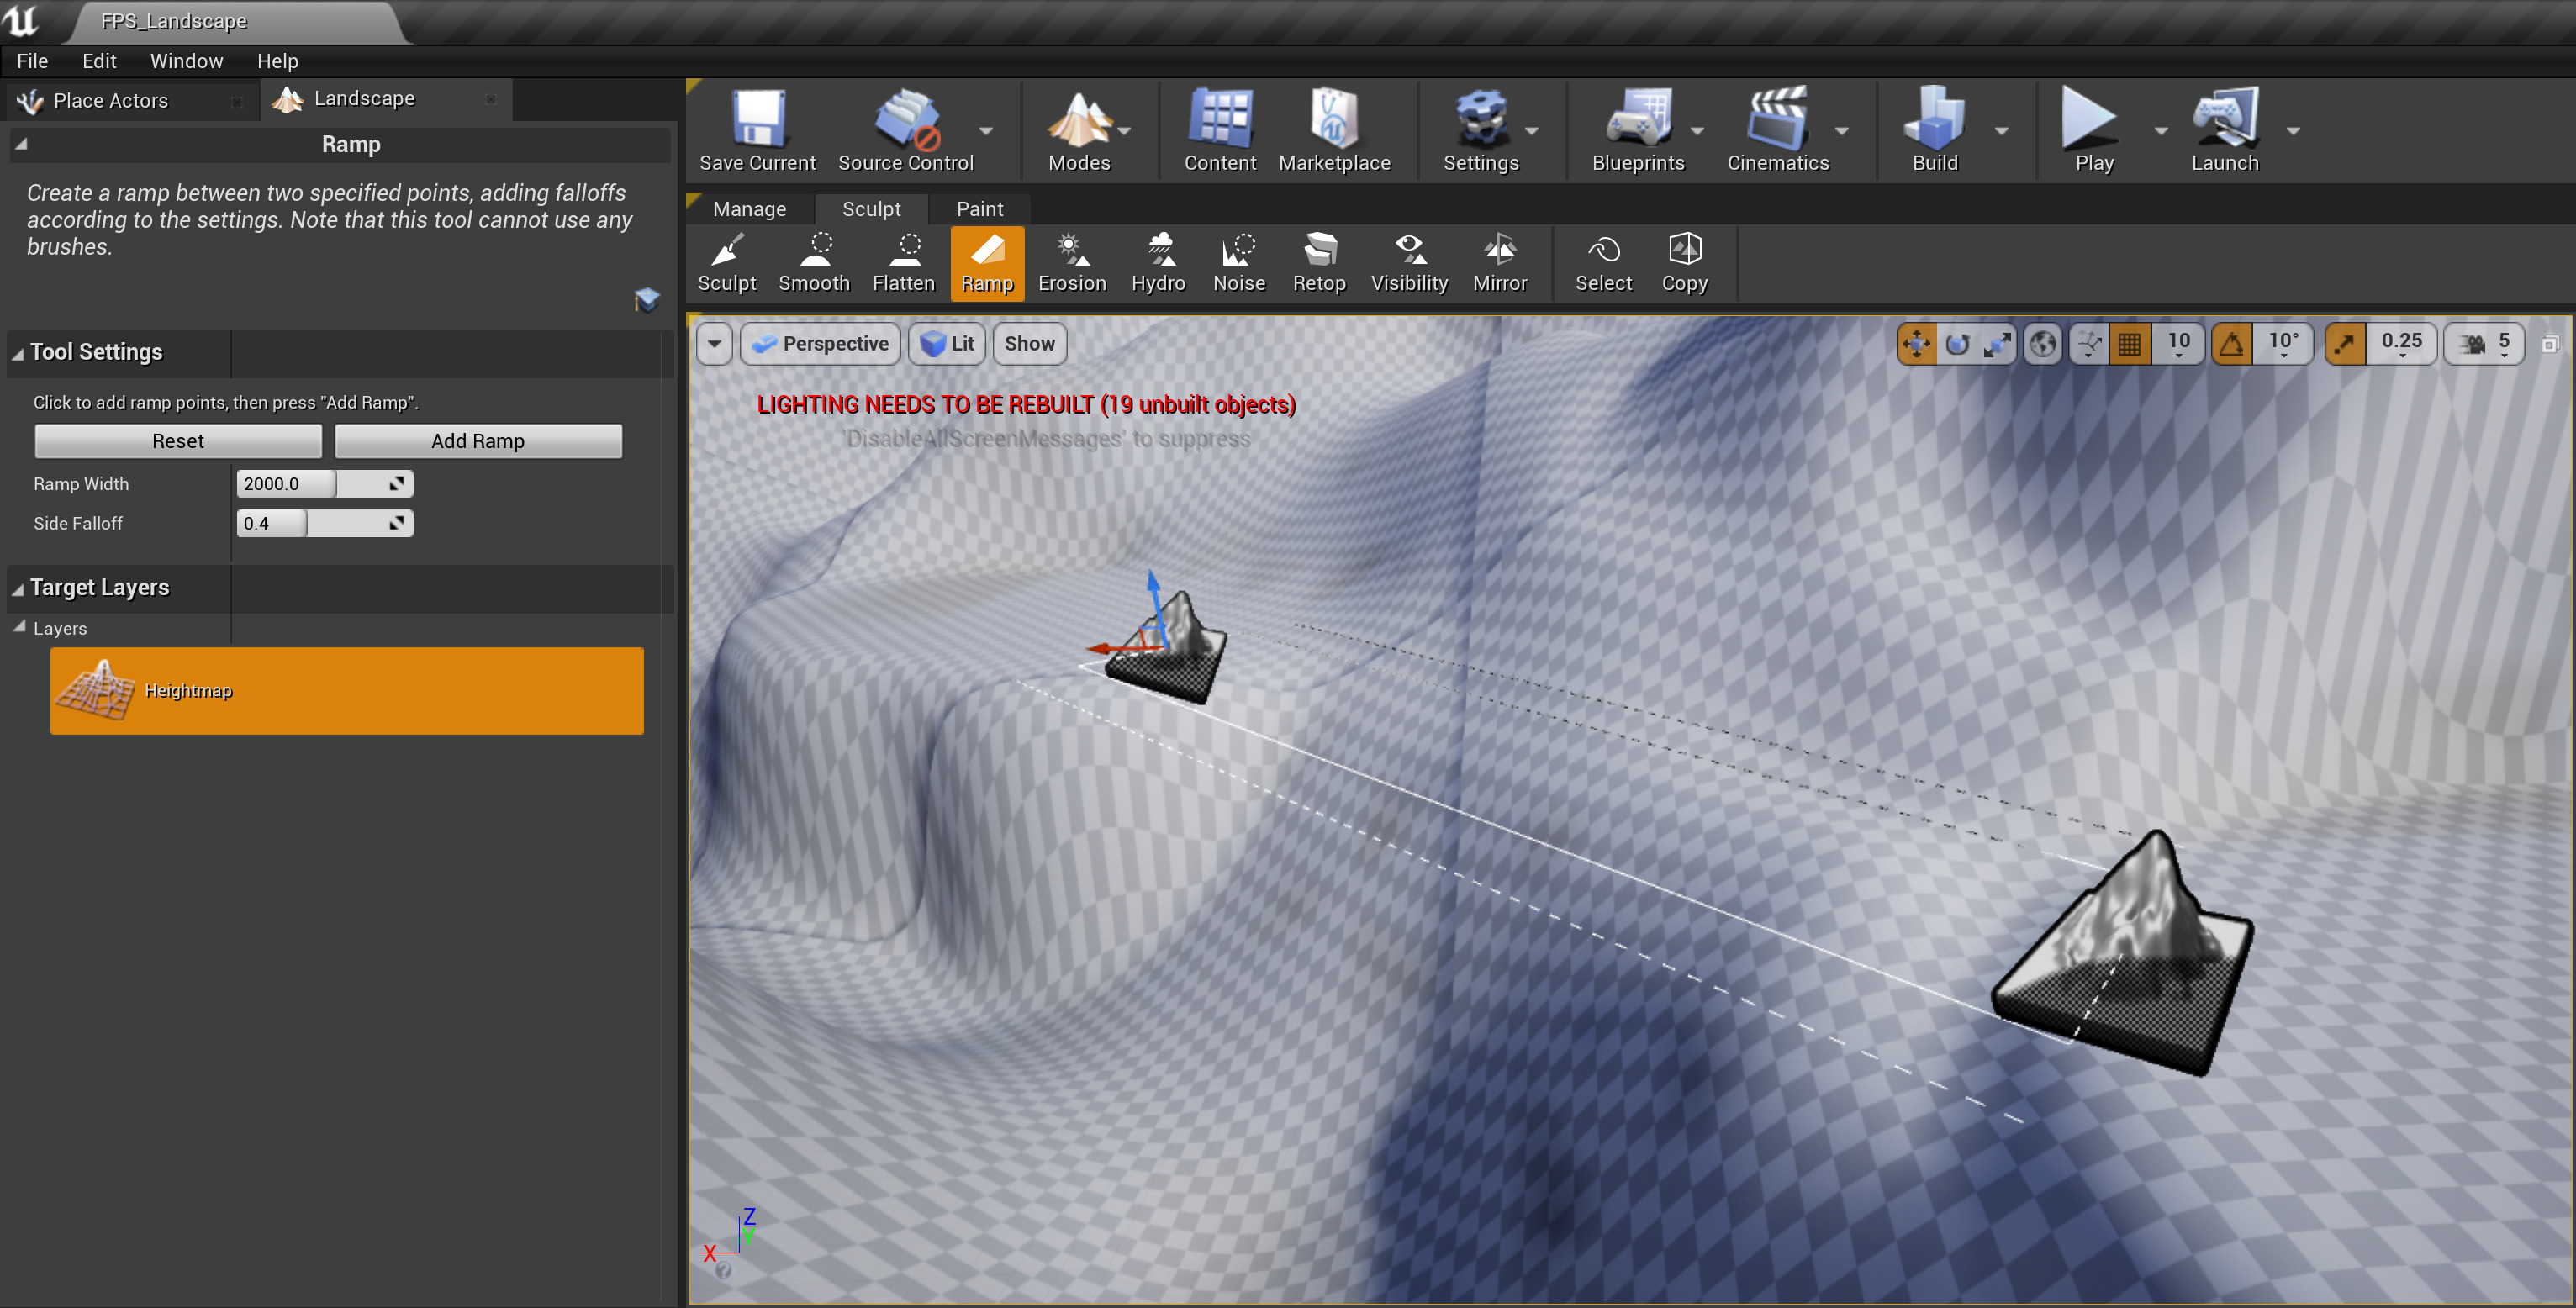 FPS_Landscape
File Edit Window Help
Place Actors Landscape
Ramp
Create a ramp between two specified points, adding falloffs
according to the settings. Note that this tool cannot use any
brushes.
Tool Settings
Click to add ramp points, then press "Add Ramp".
Reset Add Ramp
Ramp Width 2000.0
Side Falloff 0.4
Target Layers
Layers
Heightmap
Save Current Source Control Modes Content Marketplace Settings Blueprints Cinematics Build Play Launch
Manage Sculpt Paint
Sculpt Smooth Flatten Ramp Erosion Hydro Noise Retop Visibility Mirror Select Copy
Perspective Lit Show 10 10° 0.25 5
LIGHTING NEEDS TO BE REBUILT (19 unbuilt objects)
'DisableAllScreenMessages' to suppress
Z
Y
X